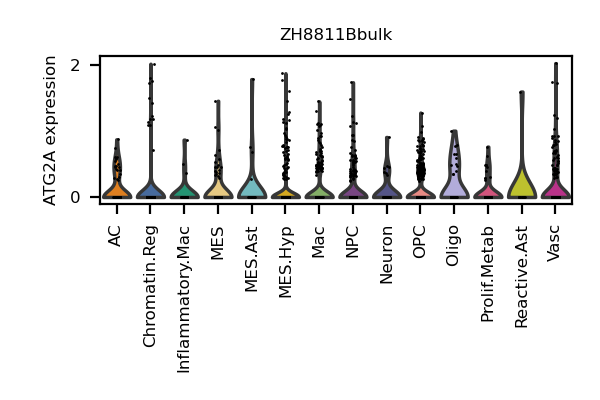 ZH8811Bbulk
ATG2A expression
2
0
AC
Chromatin.Reg
Inflammatory.Mac
MES
MES.Ast
MES.Hyp
Mac
NPC
Neuron
OPC
Oligo
Prolif.Metab
Reactive.Ast
Vasc